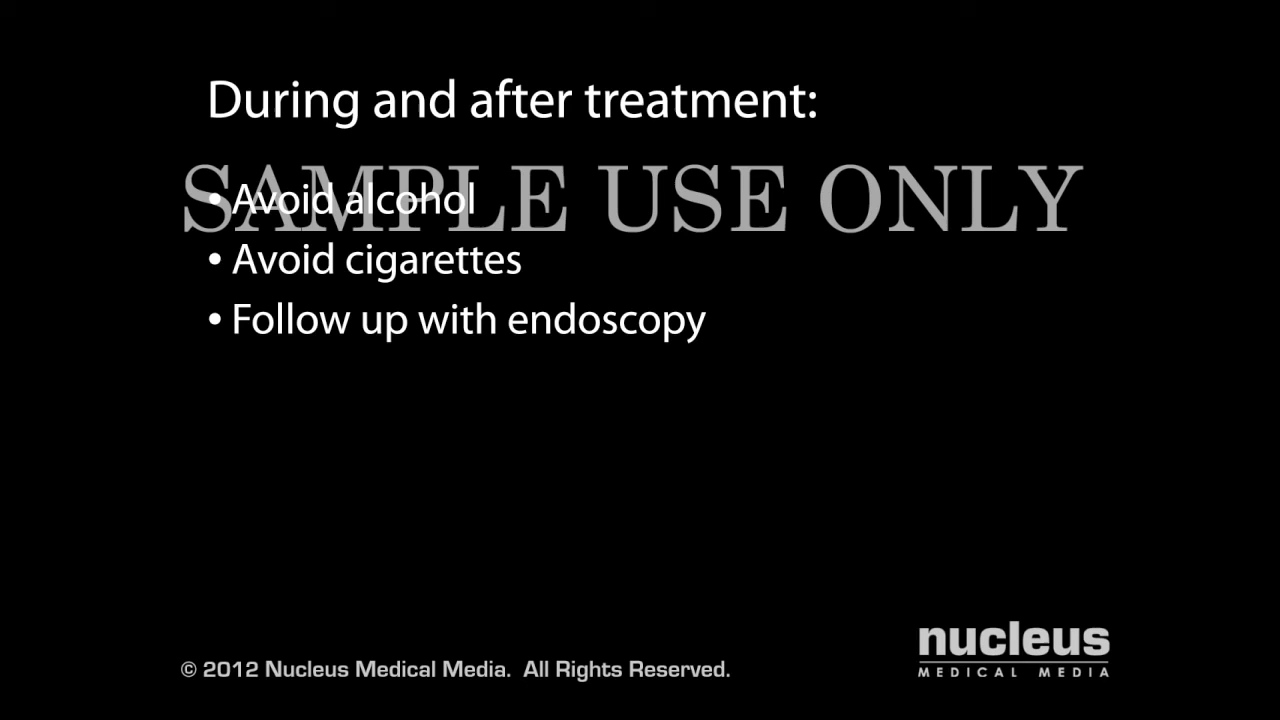 During and after treatment:
SAMPLE USE ONLY
• Avoid alcohol
• Avoid cigarettes
• Follow up with endoscopy
nucleus
MEDICAL MEDIA
© 2012 Nucleus Medical Media. All Rights Reserved.